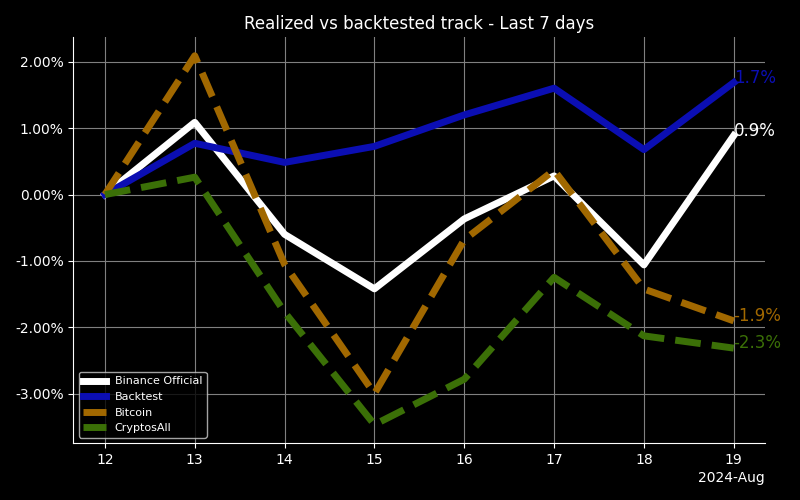 Realized vs backtested track - Last 7 days
2.00%
1.00%
0.00%
-1.00%
-2.00%
-3.00%
1.7%
0.9%
-1.9%
-2.3%
Binance Official
Backtest
Bitcoin
CryptosAll
12 13 14 15 16 17 18 19
2024-Aug